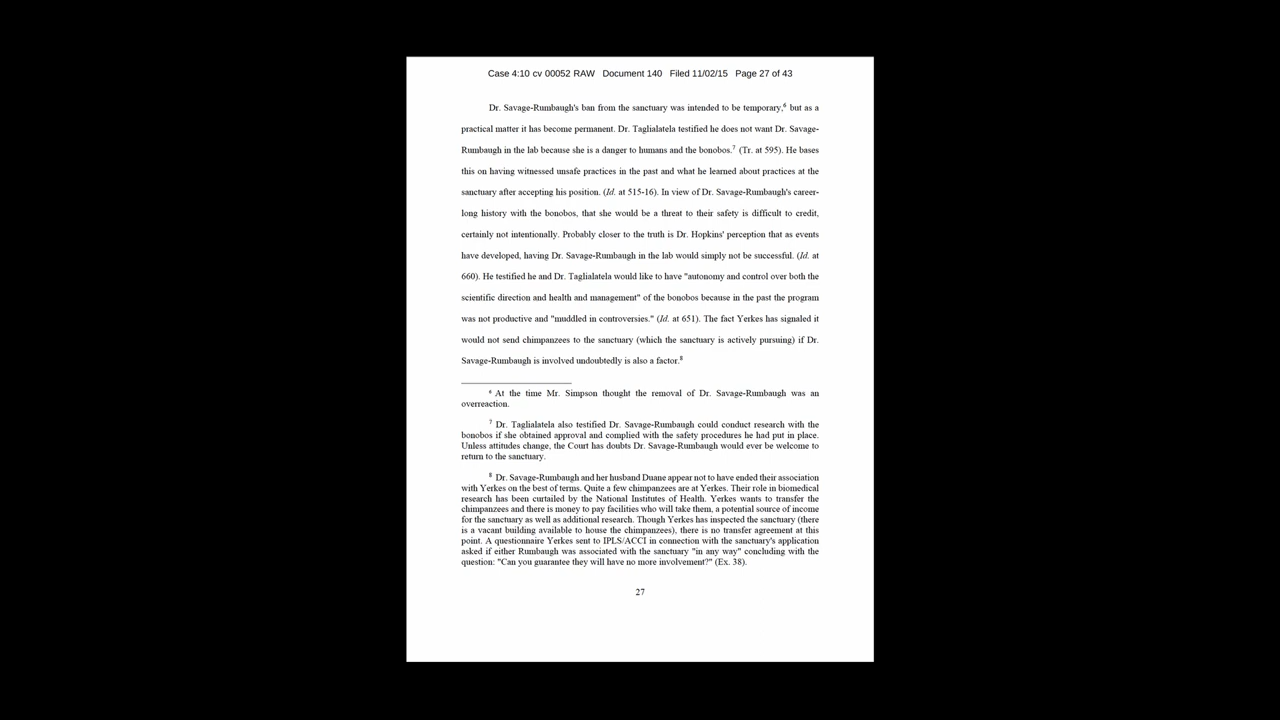 Case 4:10 cv 00052 RAW Document 140 Filed 11/02/15 Page 27 of 43
Dr. Savage-Rumbaugh's ban from the sanctuary was intended to be temporary,6 but as a
practical matter it has become permanent. Dr. Taglialatela testified he does not want Dr. Savage-
Rumbaugh in the lab because she is a danger to humans and the bonobos.7 (Tr. at 595). He bases
this on having witnessed unsafe practices in the past and what he learned about practices at the
sanctuary after accepting his position. (Id. at 515-16). In view of Dr. Savage-Rumbaugh's career-
long history with the bonobos, that she would be a threat to their safety is difficult to credit,
certainly not intentionally. Probably closer to the truth is Dr. Hopkins' perception that as events
have developed, having Dr. Savage-Rumbaugh in the lab would simply not be successful. (Id. at
660). He testified he and Dr. Taglialatela would like to have "autonomy and control over both the
scientific direction and health and management" of the bonobos because in the past the program
was not productive and "muddled in controversies." (Id. at 651). The fact Yerkes has signaled it
would not send chimpanzees to the sanctuary (which the sanctuary is actively pursuing) if Dr.
Savage-Rumbaugh is involved undoubtedly is also a factor.8
6 At the time Mr. Simpson thought the removal of Dr. Savage-Rumbaugh was an
overreaction.
7 Dr. Taglialatela also testified Dr. Savage-Rumbaugh could conduct research with the
bonobos if she obtained approval and complied with the safety procedures he had put in place.
Unless attitudes change, the Court has doubts Dr. Savage-Rumbaugh would ever be welcome to
return to the sanctuary.
8 Dr. Savage-Rumbaugh and her husband Duane appear not to have ended their association
with Yerkes on the best of terms. Quite a few chimpanzees are at Yerkes. Their role in biomedical
research has been curtailed by the National Institutes of Health. Yerkes wants to transfer the
chimpanzees and there is money to pay facilities who will take them, a potential source of income
for the sanctuary as well as additional research. Though Yerkes has inspected the sanctuary (there
is a vacant building available to house the chimpanzees), there is no transfer agreement at this
point. A questionnaire Yerkes sent to IPLS/ACCI in connection with the sanctuary's application
asked if either Rumbaugh was associated with the sanctuary "in any way" concluding with the
question: "Can you guarantee they will have no more involvement?" (Ex. 38).
27